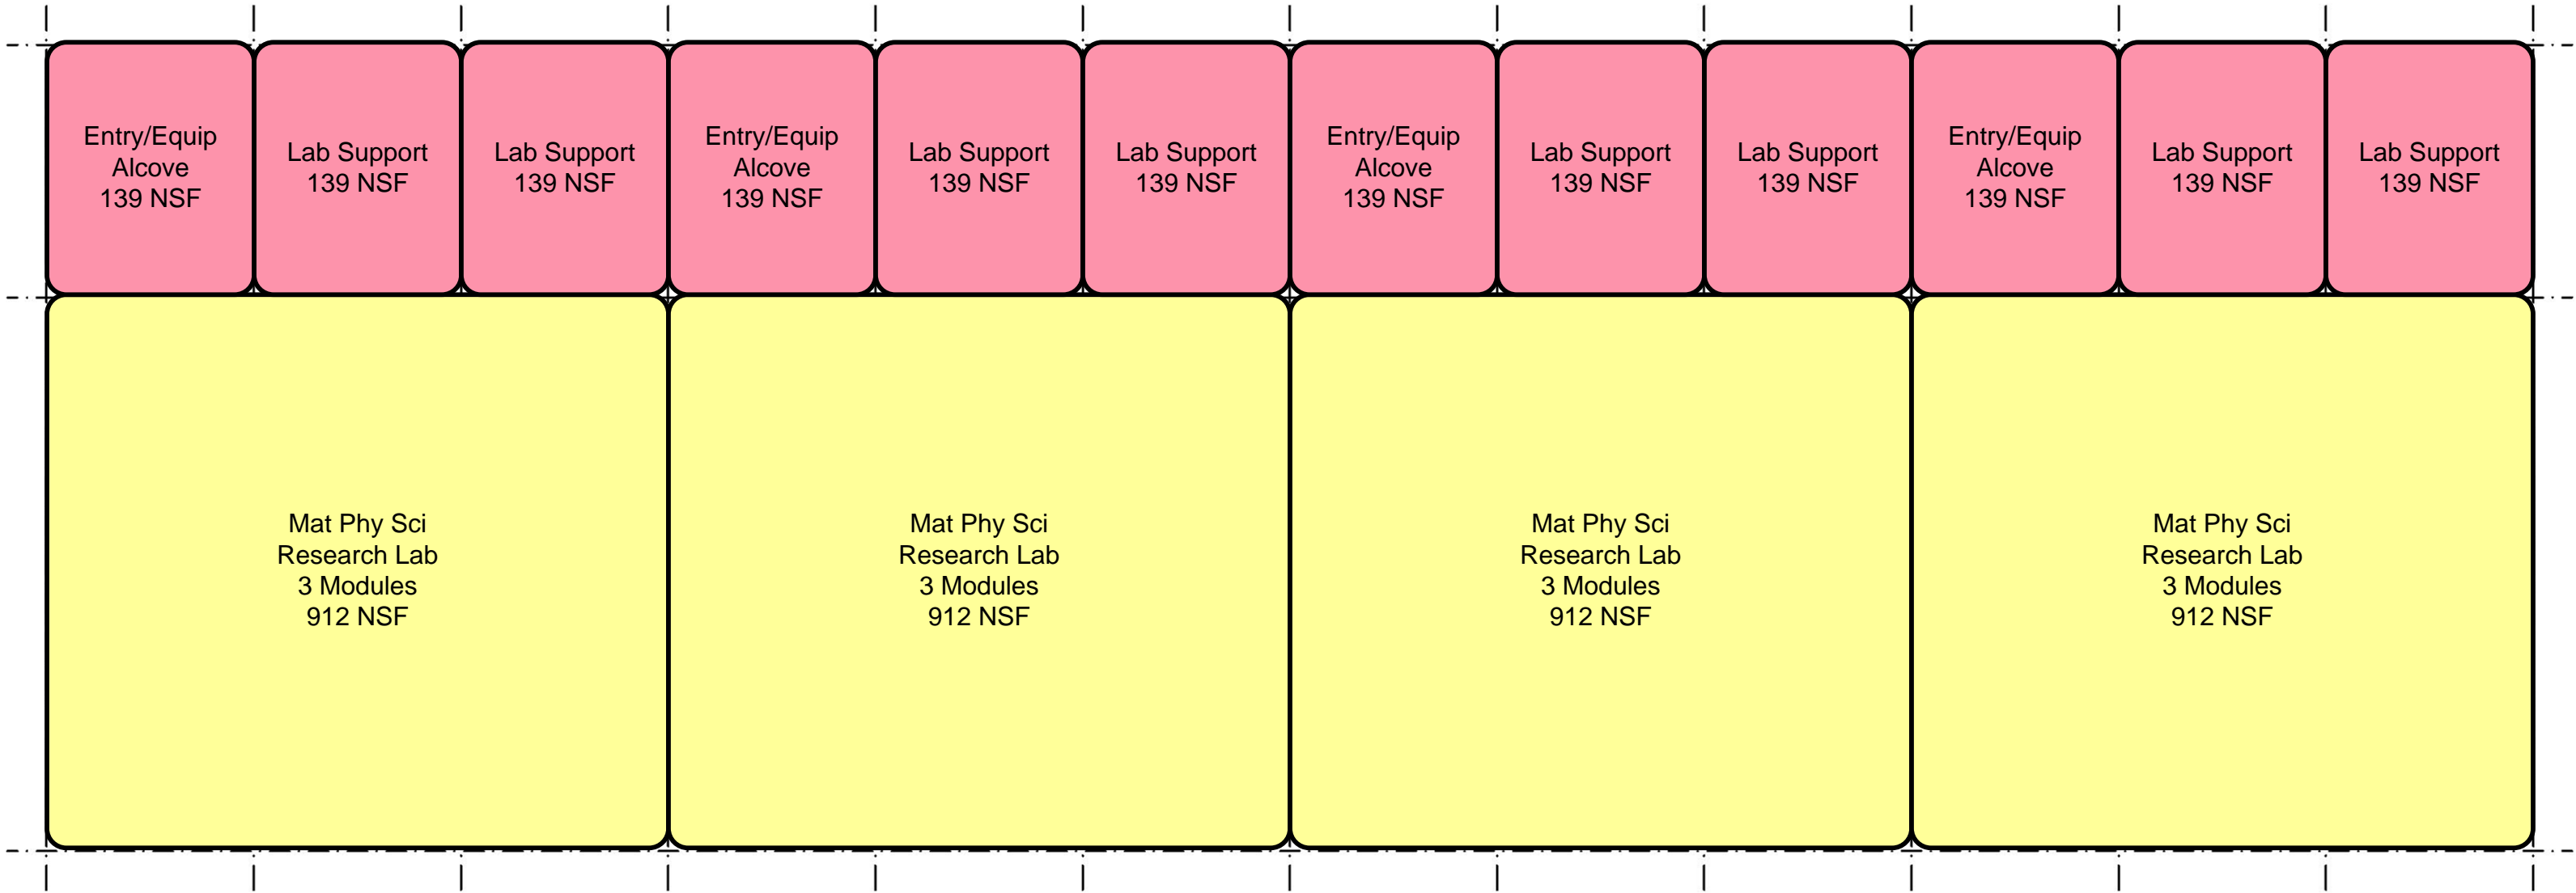 Entry/Equip
Alcove
139 NSF
Lab Support
139 NSF
Lab Support
139 NSF
Entry/Equip
Alcove
139 NSF
Lab Support
139 NSF
Lab Support
139 NSF
Entry/Equip
Alcove
139 NSF
Lab Support
139 NSF
Lab Support
139 NSF
Entry/Equip
Alcove
139 NSF
Lab Support
139 NSF
Lab Support
139 NSF
Mat Phy Sci
Research Lab
3 Modules
912 NSF
Mat Phy Sci
Research Lab
3 Modules
912 NSF
Mat Phy Sci
Research Lab
3 Modules
912 NSF
Mat Phy Sci
Research Lab
3 Modules
912 NSF